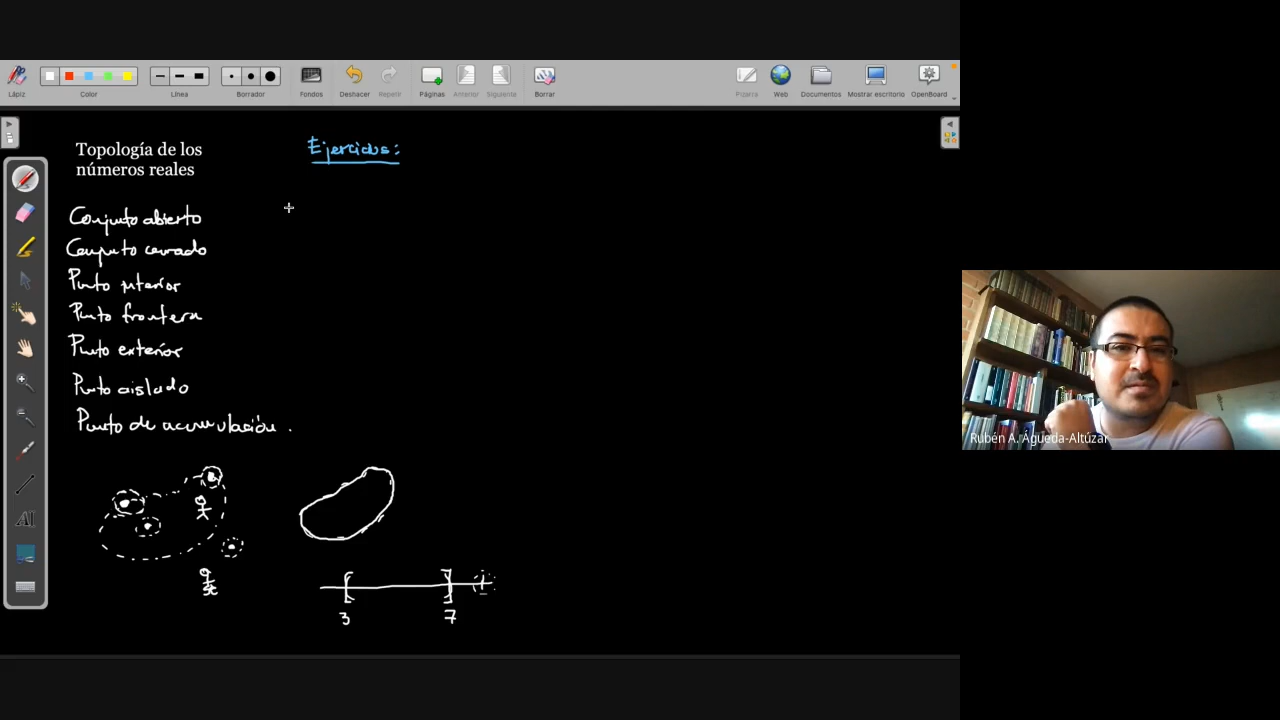 Lápiz
Color
Línea
Borrador
Fondos
Deshacer
Repetir
Páginas
Anterior
Siguiente
Borrar
Pizarra
Web
Documentos
Mostrar escritorio
OpenBoard
Topología de los
números reales
Ejercicios:
Conjunto abierto
Conjunto cerrado
Punto interior
Punto frontera
Punto exterior
Punto aislado
Punto de acumulación.
3 7
Rubén A. Águeda-Altúzar